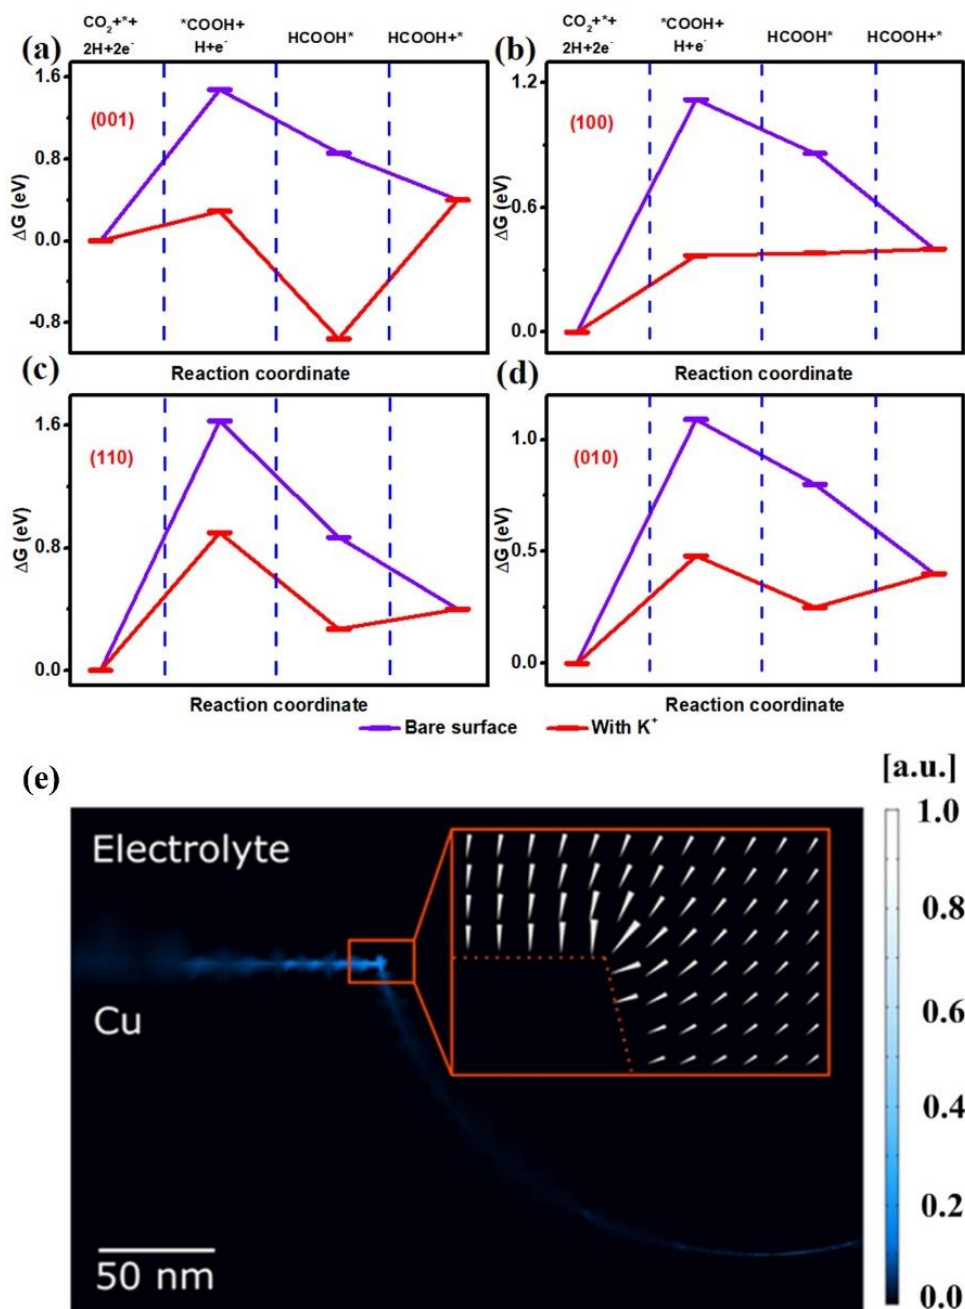 CO₂+*+
2H+2e⁻
*COOH+
H+e⁻
HCOOH*
HCOOH+*
CO₂+*+
2H+2e⁻
*COOH+
H+e⁻
HCOOH*
HCOOH+*
(a)
1.6
0.8
0.0
-0.8
ΔG (eV)
(001)
Reaction coordinate
(b)
1.2
0.6
0.0
ΔG (eV)
(100)
Reaction coordinate
(c)
1.6
0.8
0.0
ΔG (eV)
(110)
Reaction coordinate
(d)
1.0
0.5
0.0
ΔG (eV)
(010)
Reaction coordinate
Bare surface
With K⁺
(e)
[a.u.]
Electrolyte
Cu
50 nm
1.0
0.8
0.6
0.4
0.2
0.0